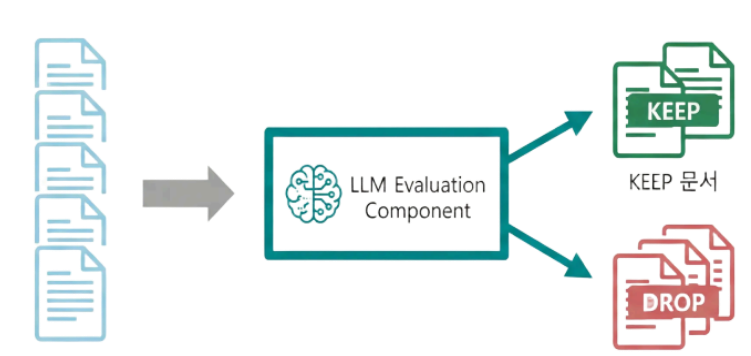 LLM Evaluation
Component
KEEP
KEEP 문서
DROP